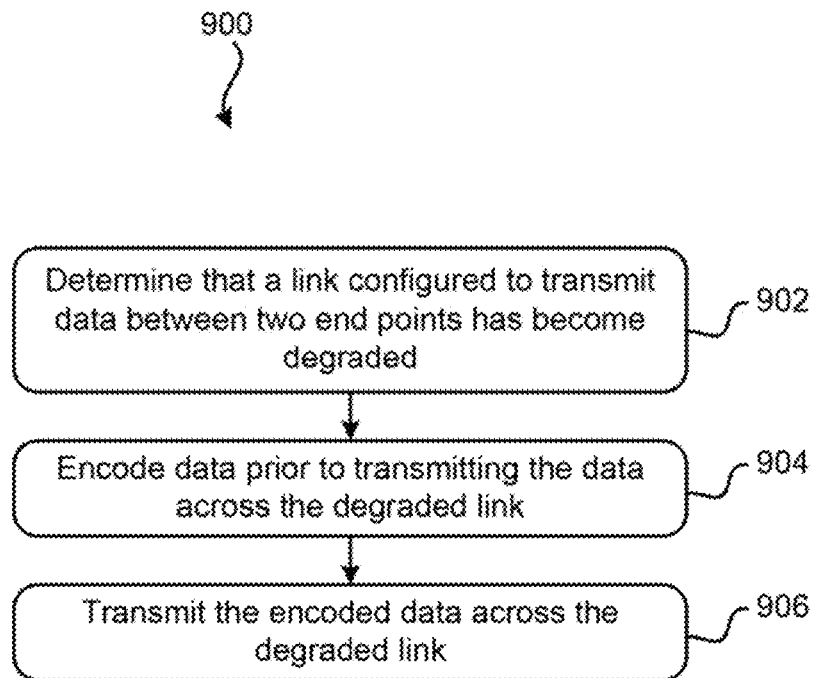 900
Determine that a link configured to transmit
data between two end points has become
degraded
902
Encode data prior to transmitting the data
across the degraded link
904
Transmit the encoded data across the
degraded link
906